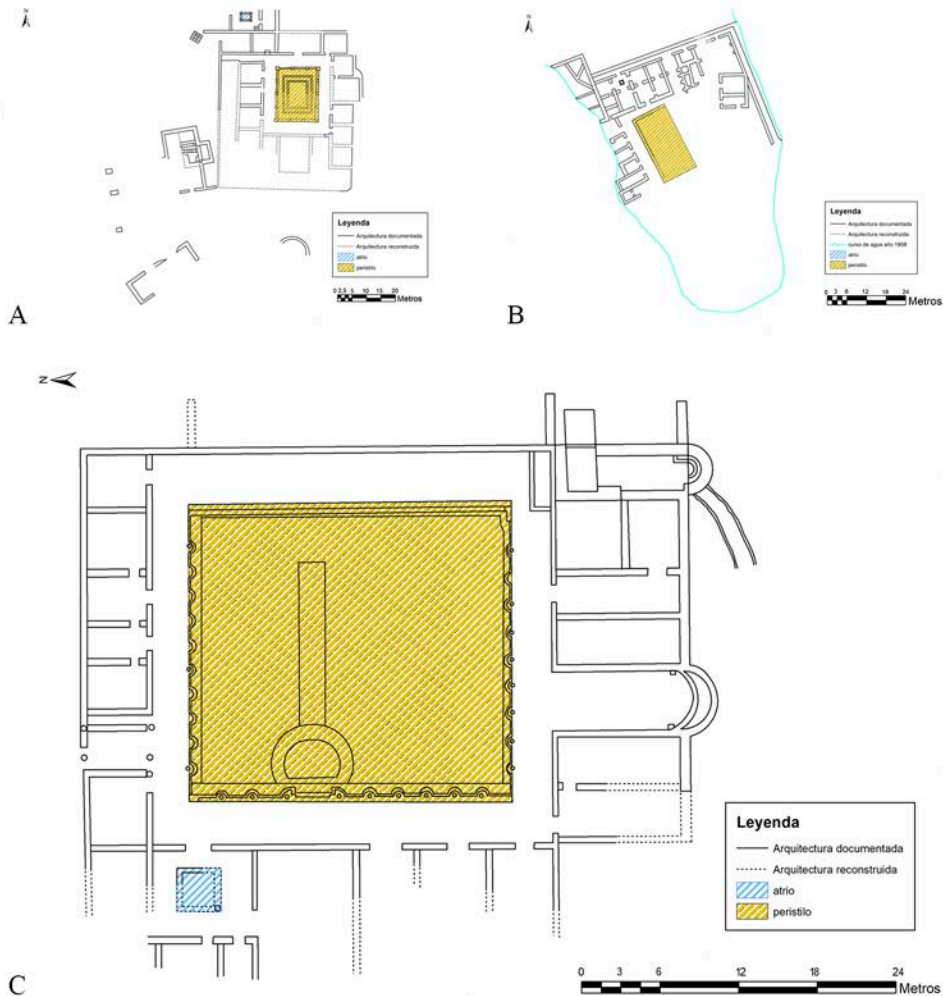 N
Leyenda
Arquitectura documentada
Arquitectura reconstruida
atrio
peristilo
0 2.5 5 10 15 20
Metros
A
N
Leyenda
Arquitectura documentada
Arquitectura reconstruida
curso de agua año 1908
atrio
peristilo
0 3 6 12 18 24
Metros
B
N
Leyenda
Arquitectura documentada
Arquitectura reconstruida
atrio
peristilo
0 3 6 12 18 24
Metros
C